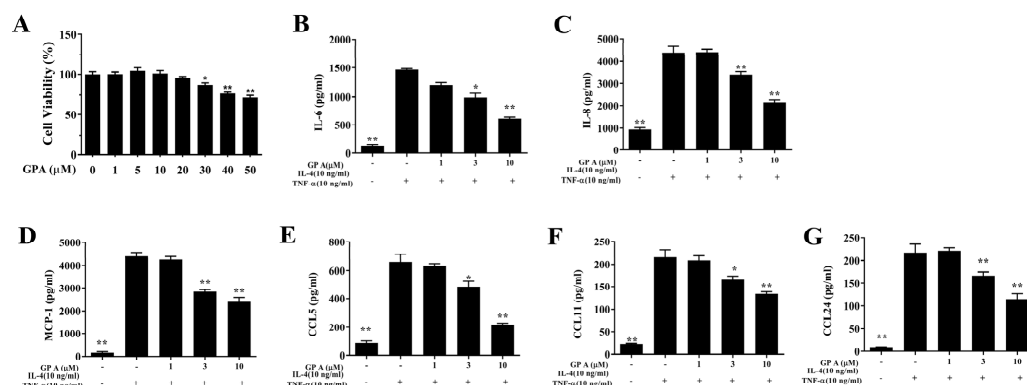 A
Cell Viability (%)
150
100
50
0
*
**
**
GPA (μM)
0 1 5 10 20 30 40 50
B
IL-6 (pg/ml)
2000
1500
1000
500
0
**
*
**
GP A(μM)
- - 1 3 10
IL-4(10 ng/ml)
TNF-α(10 ng/ml)
- + + + +
C
IL-8 (pg/ml)
5000
4000
3000
2000
1000
0
**
**
**
GP A (μM)
- - 1 3 10
IL-4(10 ng/ml)
TNF-α(10 ng/ml)
- + + + +
D
MCP-1 (pg/ml)
5000
4000
3000
2000
1000
0
**
**
**
GP A (μM)
- - 1 3 10
IL-4(10 ng/ml)
E
CCL5 (pg/ml)
800
600
400
200
0
**
*
**
GP A (μM)
- - 1 3 10
IL-4(10 ng/ml)
TNF-α(10 ng/ml)
- + + + +
F
CCL11 (pg/ml)
250
200
150
100
50
0
**
*
**
GP A (μM)
- - 1 3 10
IL-4(10 ng/ml)
TNF-α(10 ng/ml)
- + + + +
G
CCL24 (pg/ml)
250
200
150
100
50
0
**
**
**
GP A (μM)
- - 1 3 10
IL-4(10 ng/ml)
TNF-α(10 ng/ml)
- + + + +